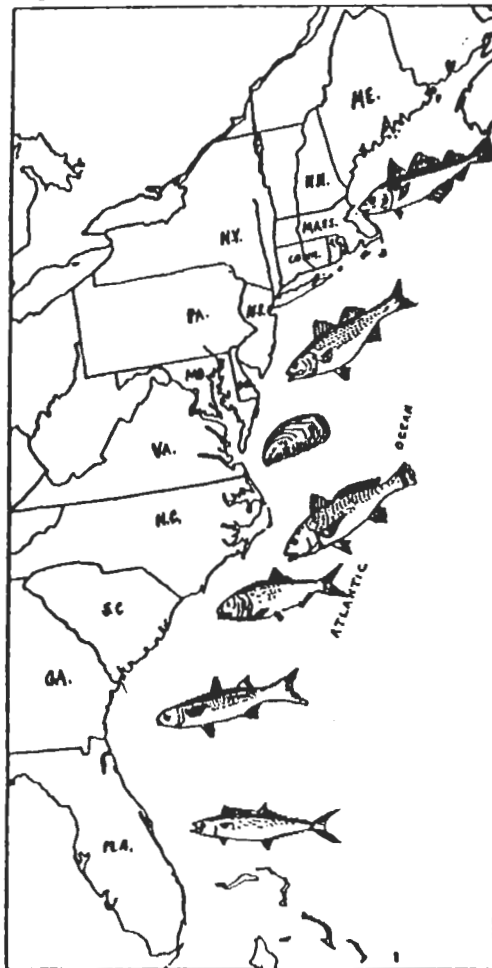 ME.
N.H.
MASS.
CONN.
N.Y.
PA.
N.J.
MD.
VA.
OCEAN
N.C.
ATLANTIC
S.C
GA.
FLA.